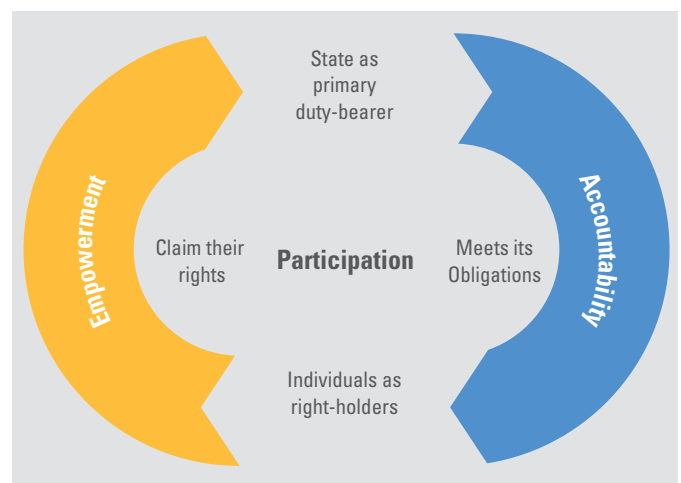 State as
primary
duty-bearer
Empowerment
Claim their
rights
Participation
Meets its
Obligations
Accountability
Individuals as
right-holders